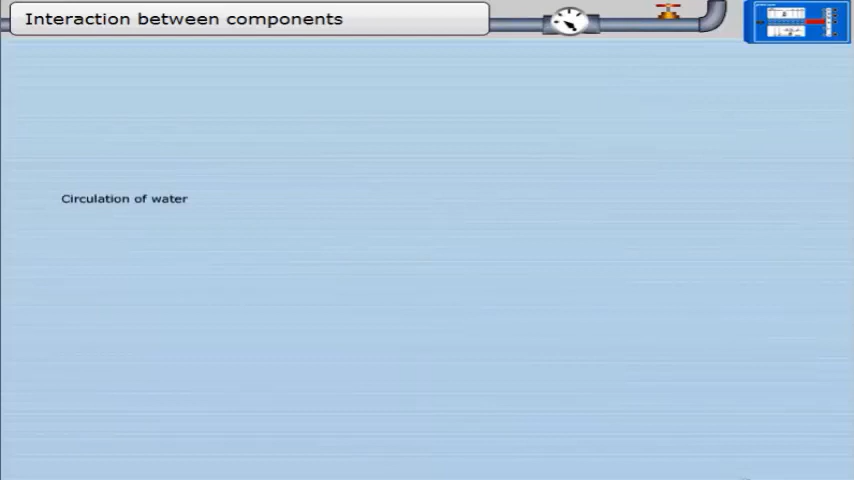 Interaction between components
Circulation of water